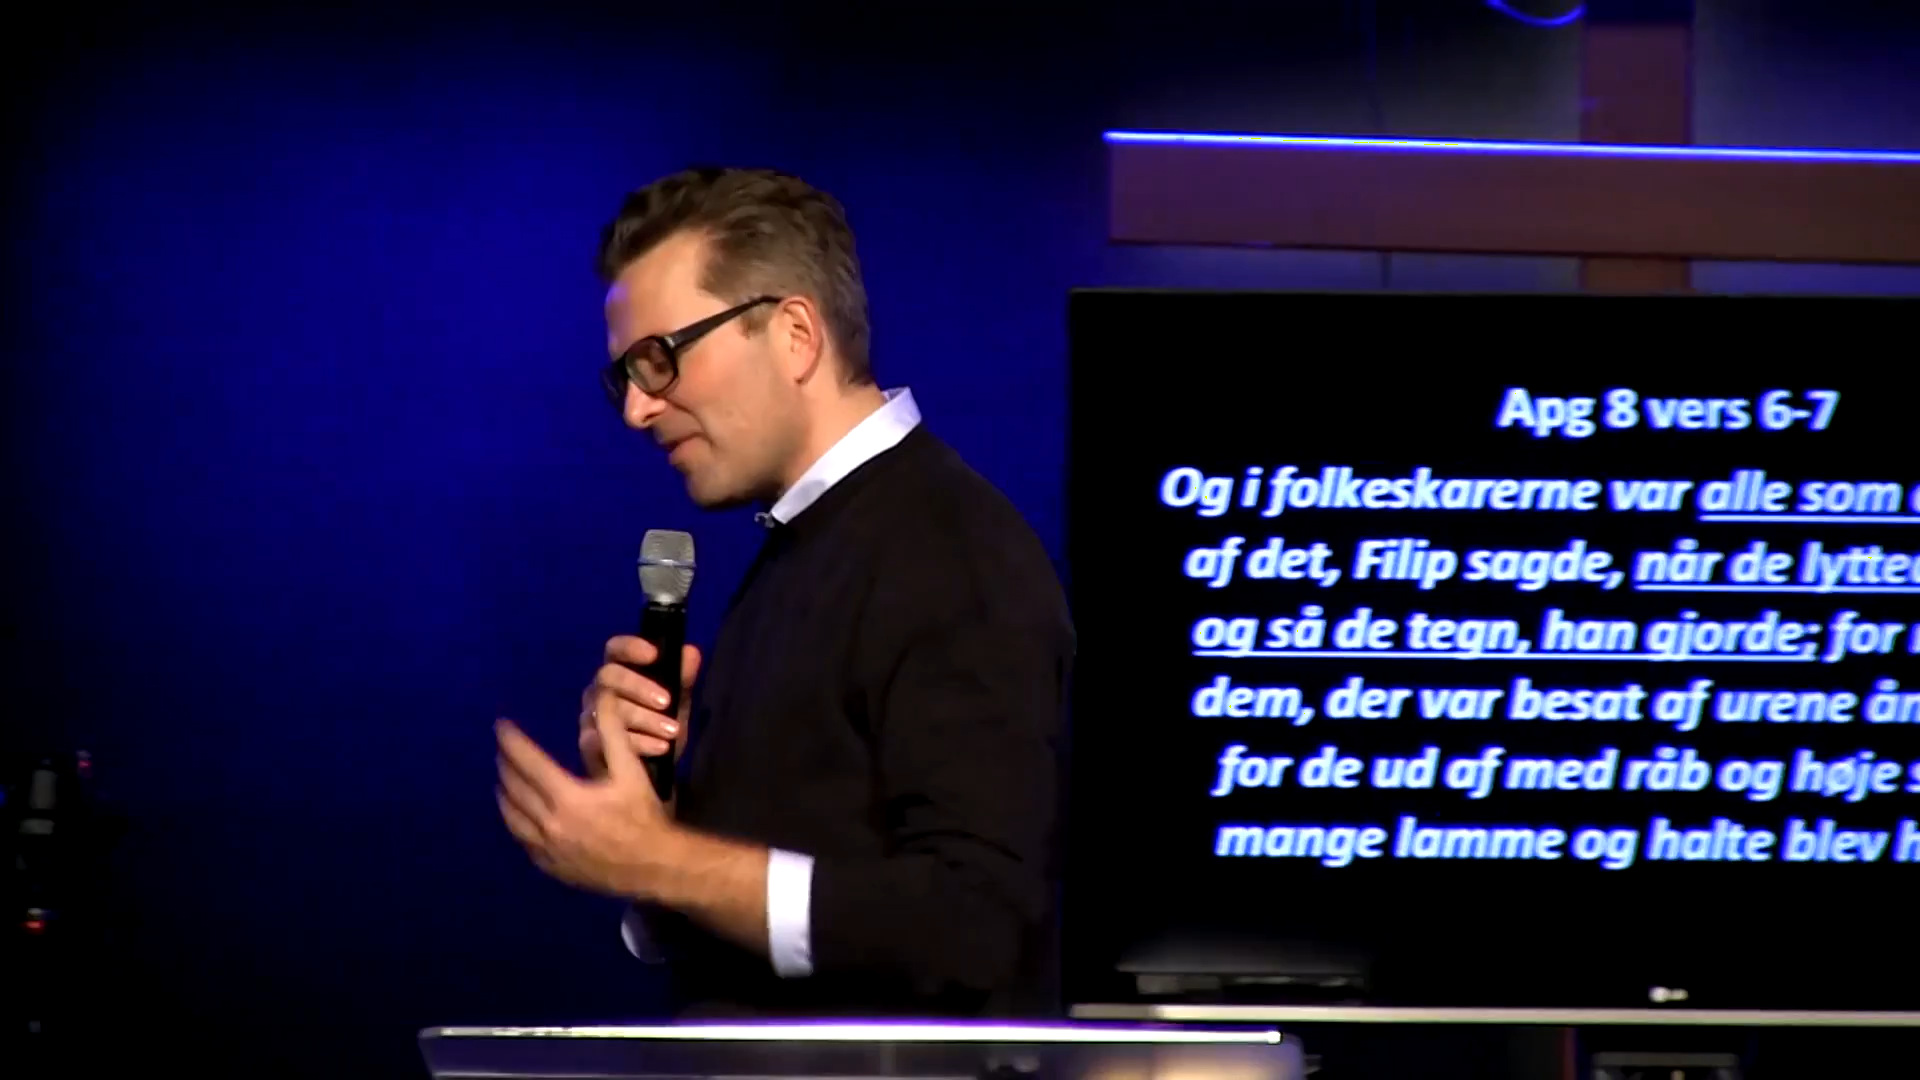 Apg 8 vers 6-7
Og i folkeskarerne var alle som
af det, Filip sagde, når de lytted
og så de tegn, han gjorde; for
dem, der var besat af urene ån
for de ud af med råb og høje s
mange lamme og halte blev h